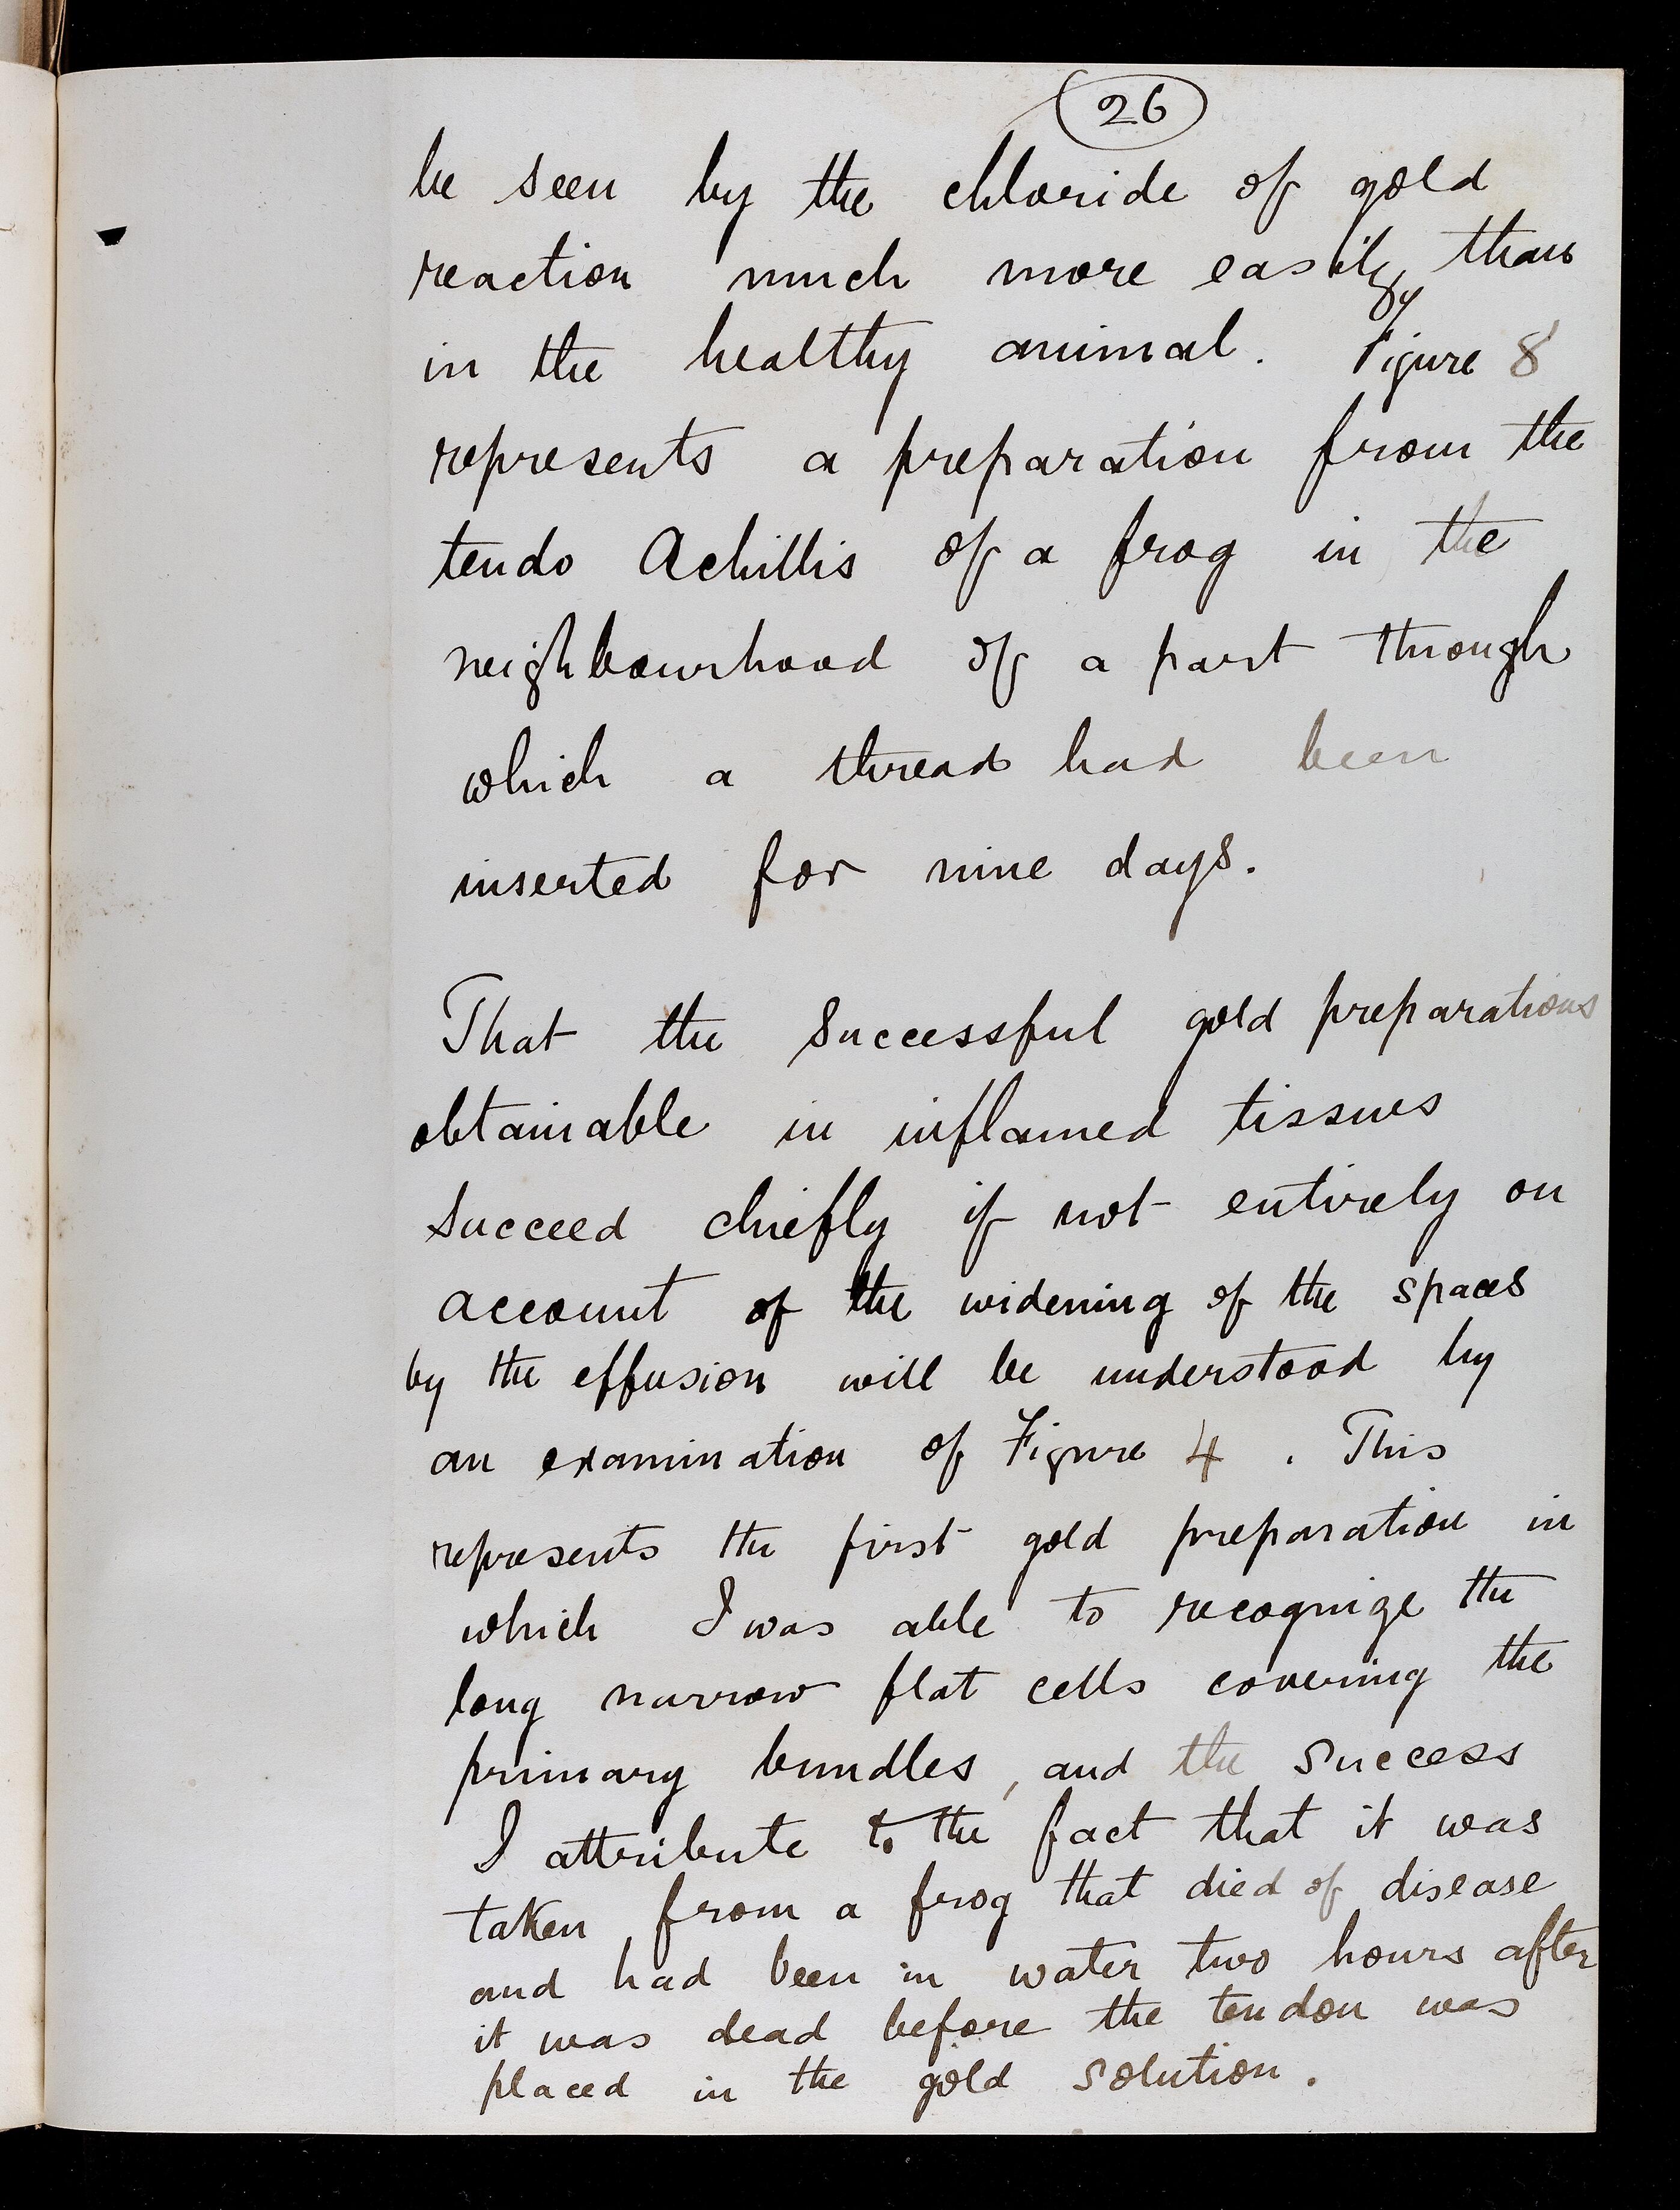 26
be seen by the chloride of gold
reaction much more easily than
in the healthy animal. Figure 8
represents a preparation from the
tendo Achillis of a frog in the
neighbourhood of a part through
which a thread had been
inserted for nine days.
That the successful gold preparations
obtainable in inflamed tissues
succeed chiefly if not entirely on
account of the widening of the spaces
by the effusion will be understood by
an examination of Figure 4. This
represents the first gold preparation in
which I was able to recognize the
long narrow flat cells covering the
primary bundles, and the success
I attribute to the fact that it was
taken from a frog that died of disease
and had been in water two hours after
it was dead before the tendon was
placed in the gold solution.